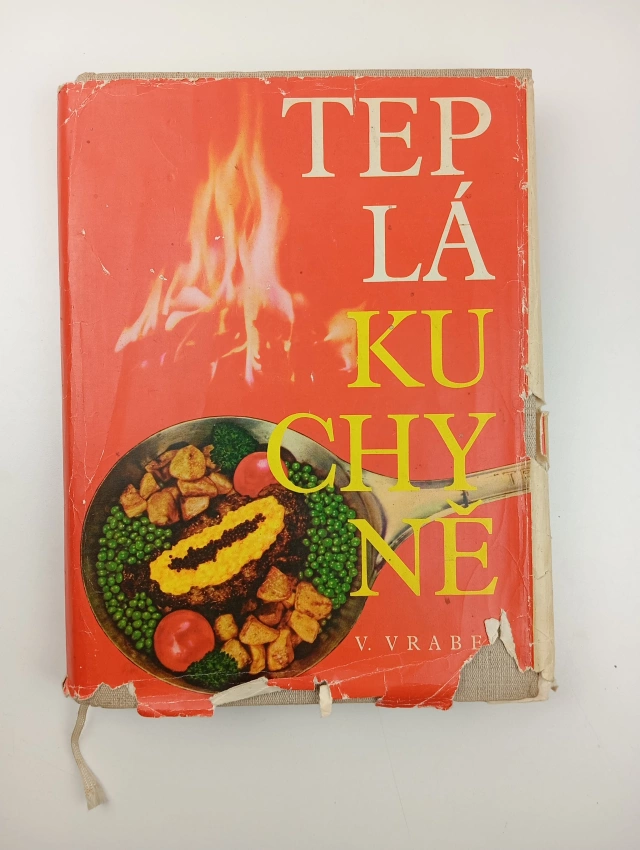 TEP
LÁ
KU
CHY
NĚ
V. VRABE